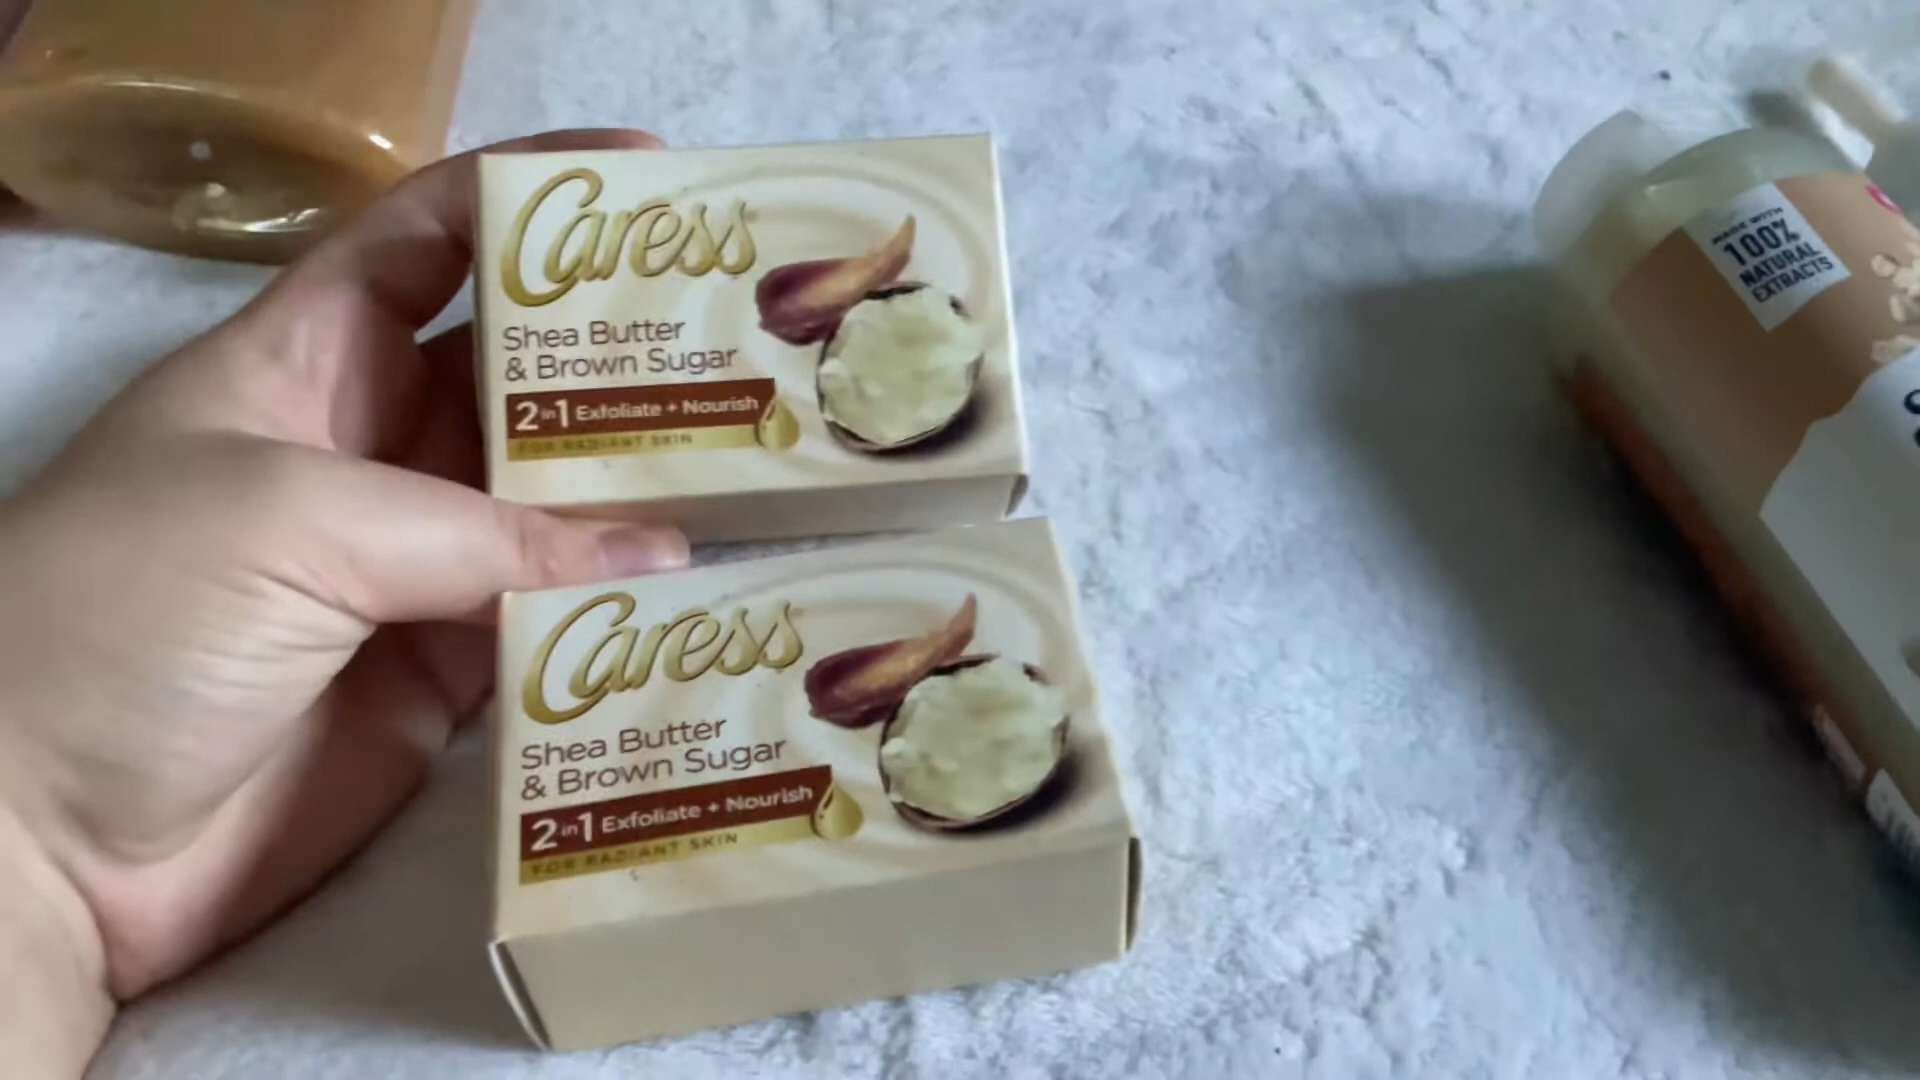 Caress
Shea Butter
& Brown Sugar
2 in 1 Exfoliate + Nourish
FOR RADIANT SKIN
Caress
Shea Butter
& Brown Sugar
2 in 1 Exfoliate + Nourish
FOR RADIANT SKIN
MADE WITH
100%
NATURAL
EXTRACTS